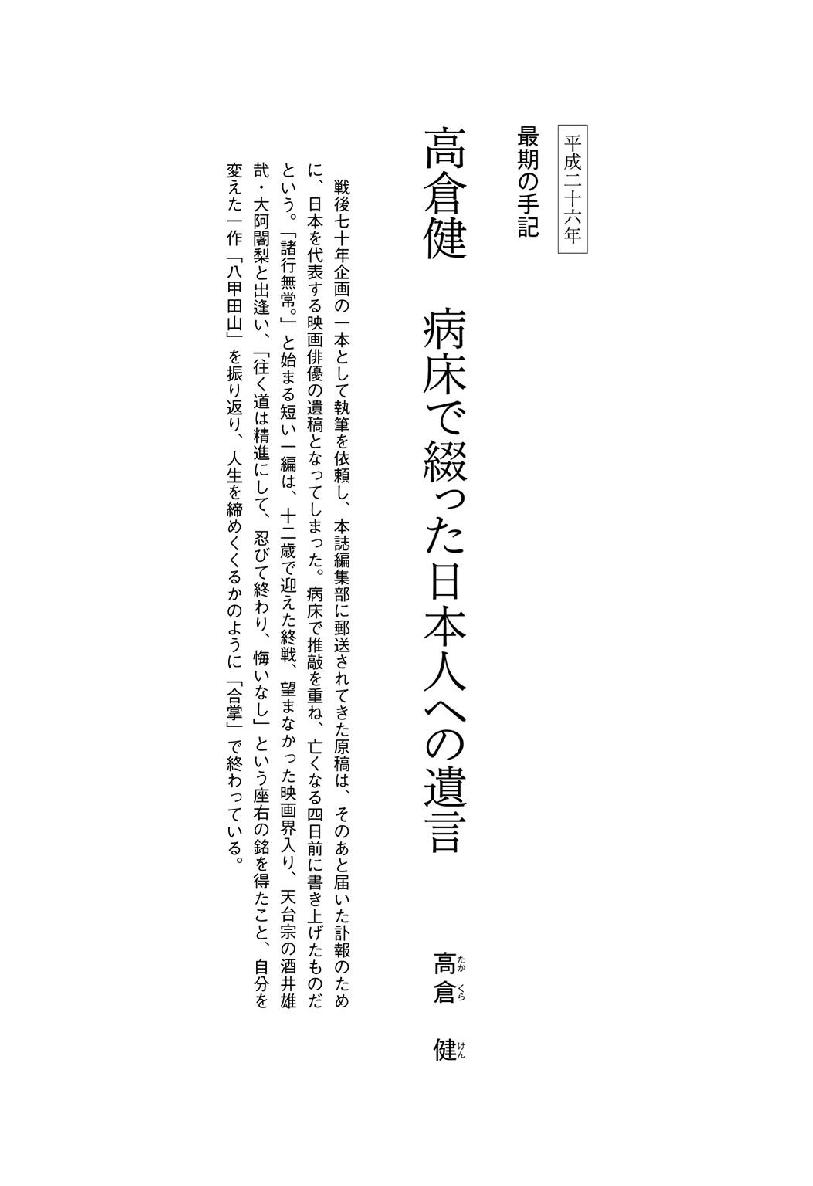 平成二十六年
最期の手記
高倉健　病床で綴った日本人への遺言
高倉　健
たか　くら　けん
戦後七十年企画の一本として執筆を依頼し、本誌編集部に郵送されてきた原稿は、そのあと届いた訃報のため
に、日本を代表する映画俳優の遺稿となってしまった。病床で推敲を重ね、亡くなる四日前に書き上げたものだ
という。「諸行無常。」と始まる短い一編は、十二歳で迎えた終戦、望まなかった映画界入り、天台宗の酒井雄
哉・大阿闍梨と出逢い、「往く道は精進にして、忍びて終わり、悔いなし」という座右の銘を得たこと、自分を
変えた一作「八甲田山」を振り返り、人生を締めくくるかのように「合掌」で終わっている。